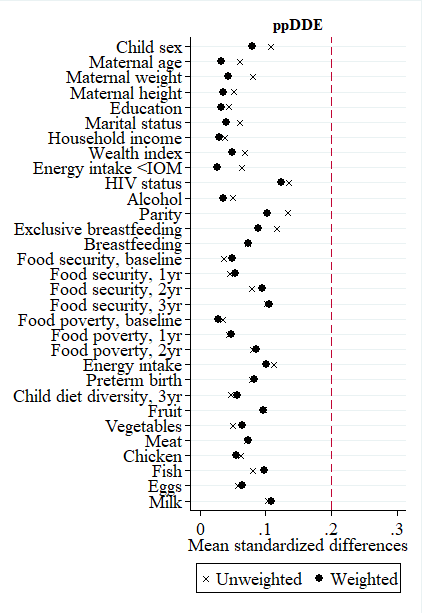 ppDDE
Child sex
Maternal age
Maternal weight
Maternal height
Education
Marital status
Household income
Wealth index
Energy intake <IOM
HIV status
Alcohol
Parity
Exclusive breastfeeding
Breastfeeding
Food security, baseline
Food security, 1yr
Food security, 2yr
Food security, 3yr
Food poverty, baseline
Food poverty, 1yr
Food poverty, 2yr
Energy intake
Preterm birth
Child diet diversity, 3yr
Fruit
Vegetables
Meat
Chicken
Fish
Eggs
Milk
0 .1 .2 .3
Mean standardized differences
Unweighted Weighted